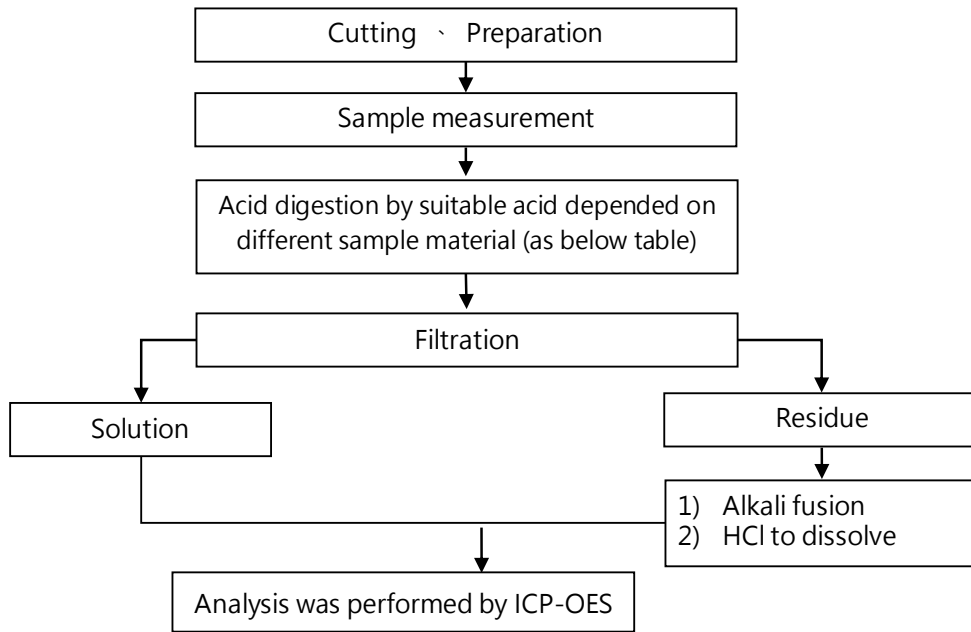 Cutting 、 Preparation
Sample measurement
Acid digestion by suitable acid depended on
different sample material (as below table)
Filtration
Solution
Residue
1) Alkali fusion
2) HCl to dissolve
Analysis was performed by ICP-OES